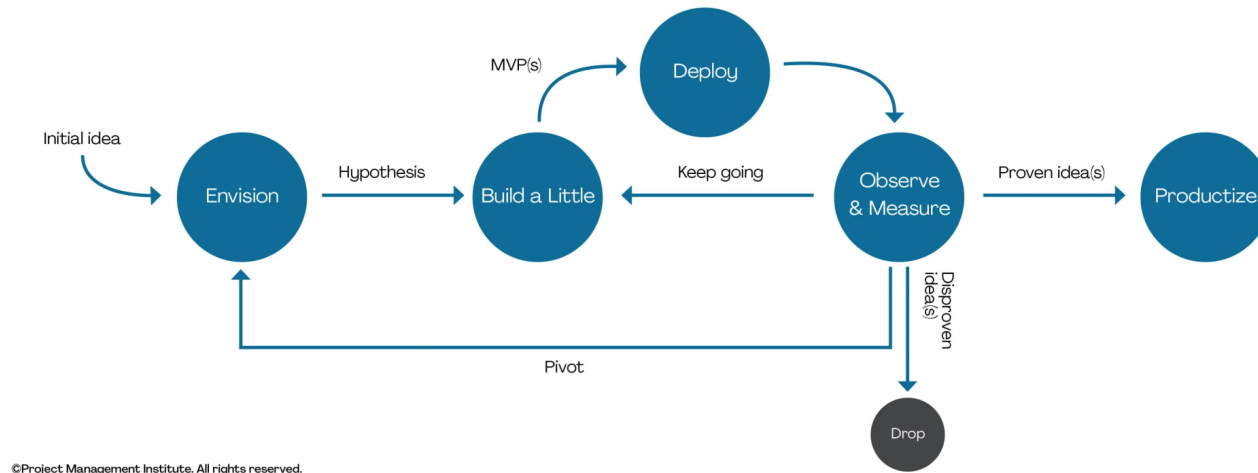 MVP(s)
Deploy
Initial idea
Envision
Hypothesis
Build a Little
Keep going
Observe
& Measure
Proven idea(s)
Productize
Disproven
idea(s)
Pivot
Drop
©Project Management Institute. All rights reserved.